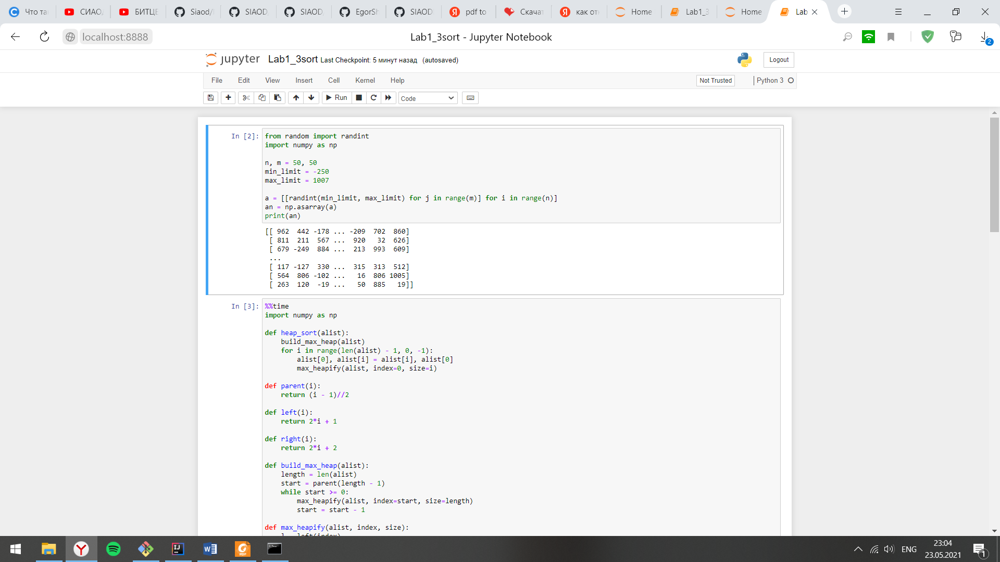 Что та
СИАО
БИТЦЕ
Siaod/
SIAOD
SIAOD
EgorSh
SIAOD
pdf to
Скачат
как отк
Home
Lab1_3
Home
Lab
localhost:8888
Lab1_3sort - Jupyter Notebook
2
jupyter Lab1_3sort Last Checkpoint: 5 минут назад (autosaved)
Logout
File Edit View Insert Cell Kernel Help
Not Trusted
Python 3
Run
Code
In [2]:
from random import randint
import numpy as np
n, m = 50, 50
min_limit = -250
max_limit = 1007
a = [[randint(min_limit, max_limit) for j in range(m)] for i in range(n)]
an = np.asarray(a)
print(an)
[[ 962  442 -178 ... -209  702  860]
 [ 811  211  567 ...  920   32  626]
 [ 679 -249  884 ...  213  993  609]
 ...
 [ 117 -127  330 ...  315  313  512]
 [ 564  806 -102 ...   16  806 1005]
 [ 263  120  -19 ...   50  885   19]]
In [3]:
%%time
import numpy as np
def heap_sort(alist):
    build_max_heap(alist)
    for i in range(len(alist) - 1, 0, -1):
        alist[0], alist[i] = alist[i], alist[0]
        max_heapify(alist, index=0, size=i)
def parent(i):
    return (i - 1)//2
def left(i):
    return 2*i + 1
def right(i):
    return 2*i + 2
def build_max_heap(alist):
    length = len(alist)
    start = parent(length - 1)
    while start >= 0:
        max_heapify(alist, index=start, size=length)
        start = start - 1
def max_heapify(alist, index, size):
    l = left(index)
ENG
23:04
23.05.2021
1